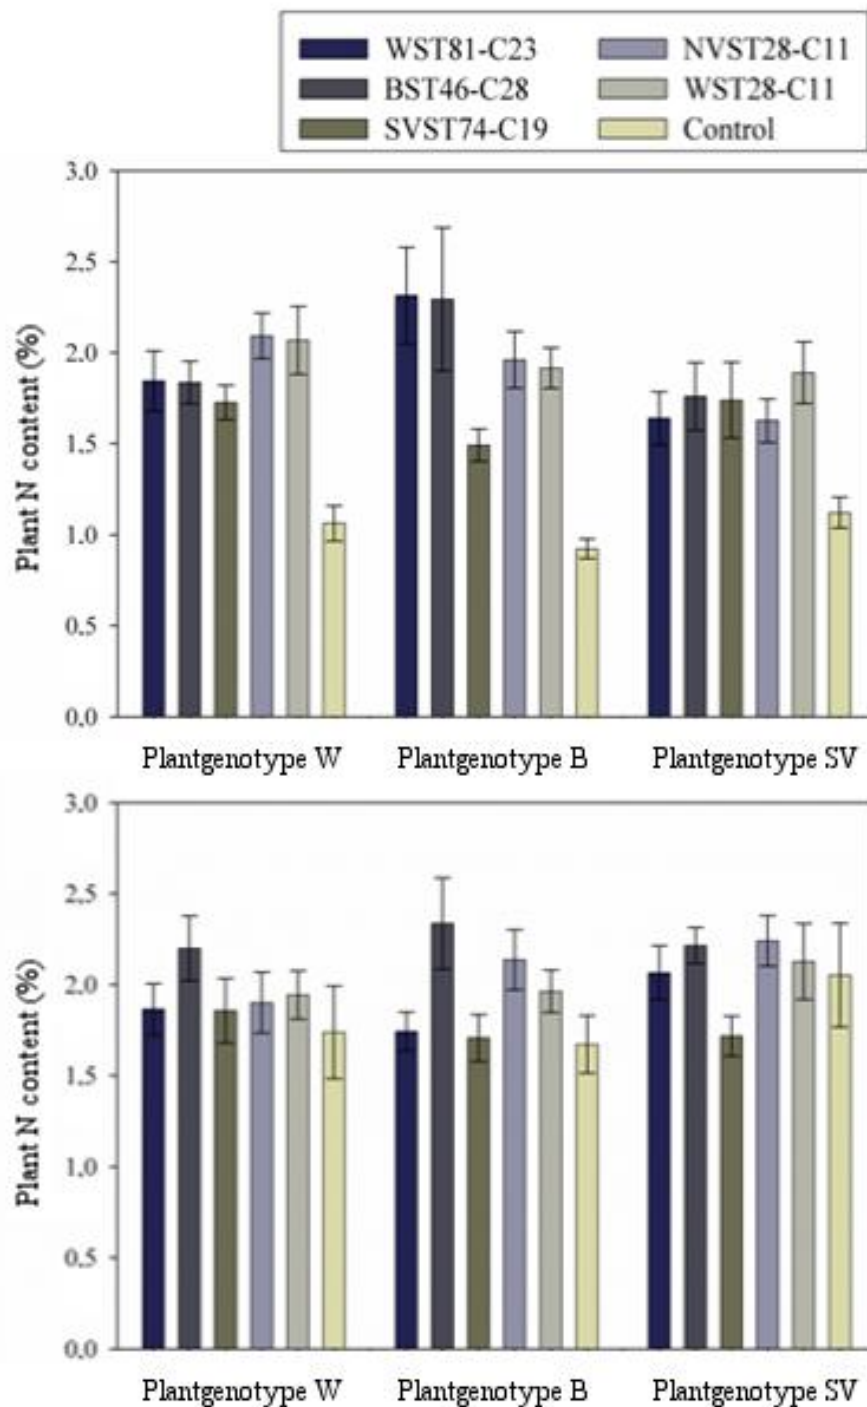 WST81-C23 NVST28-C11
BST46-C28 WST28-C11
SVST74-C19 Control
3.0
2.5
2.0
1.5
1.0
0.5
0.0
Plant N content (%)
Plantgenotype W Plantgenotype B Plantgenotype SV
3.0
2.5
2.0
1.5
1.0
0.5
0.0
Plant N content (%)
Plantgenotype W Plantgenotype B Plantgenotype SV